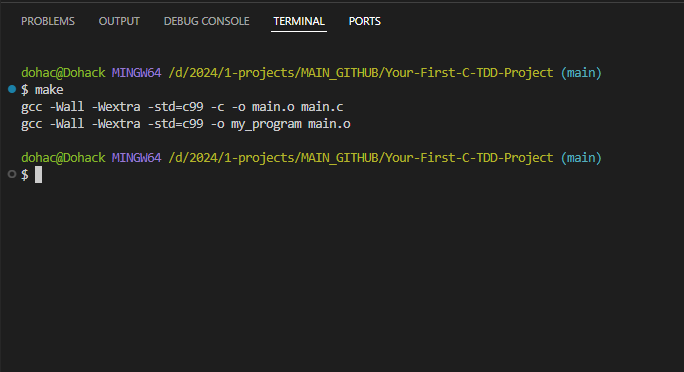 PROBLEMS OUTPUT DEBUG CONSOLE TERMINAL PORTS
dohac@Dohack MINGW64 /d/2024/1-projects/MAIN_GITHUB/Your-First-C-TDD-Project (main)
$ make
gcc -Wall -Wextra -std=c99 -c -o main.o main.c
gcc -Wall -Wextra -std=c99 -o my_program main.o
dohac@Dohack MINGW64 /d/2024/1-projects/MAIN_GITHUB/Your-First-C-TDD-Project (main)
$